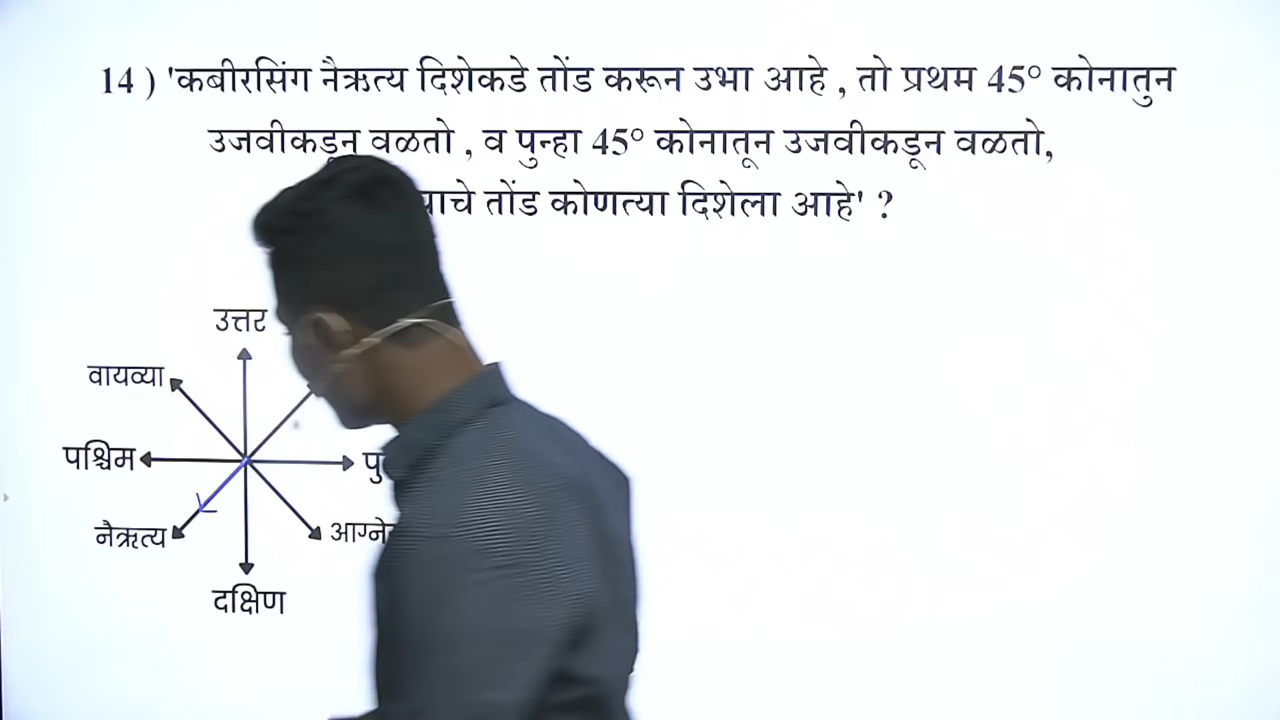 14 ) 'कबीरसिंग नैऋत्य दिशेकडे तोंड करून उभा आहे , तो प्रथम 45° कोनातुन
उजवीकडून वळतो , व पुन्हा 45° कोनातून उजवीकडून वळतो,
तोंड कोणत्या दिशेला आहे' ?
उत्तर
वायव्या
पश्चिम
नैऋत्य
दक्षिण